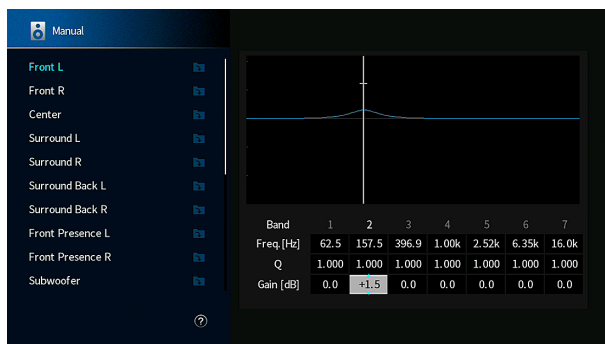 Manual
Front L
Front R
Center
Surround L
Surround R
Surround Back L
Surround Back R
Front Presence L
Front Presence R
Subwoofer
?
Band 1 2 3 4 5 6 7
Freq.[Hz] 62.5 157.5 396.9 1.00k 2.52k 6.35k 16.0k
Q 1.000 1.000 1.000 1.000 1.000 1.000 1.000
Gain [dB] 0.0 +1.5 0.0 0.0 0.0 0.0 0.0